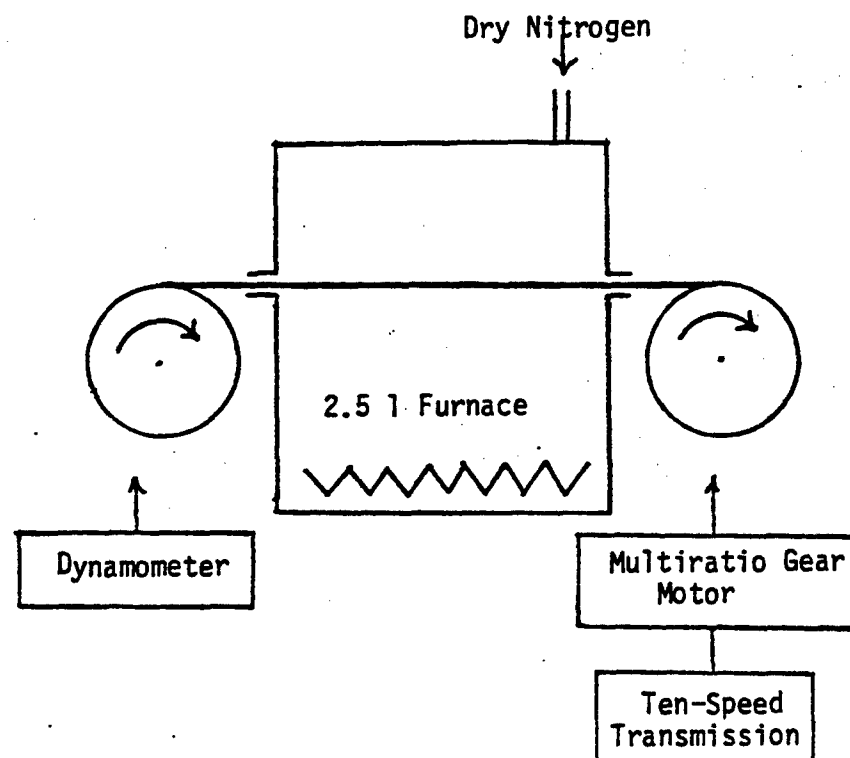 Dry Nitrogen
2.5 l Furnace
Dynamometer
Multiratio Gear
Motor
Ten-Speed
Transmission